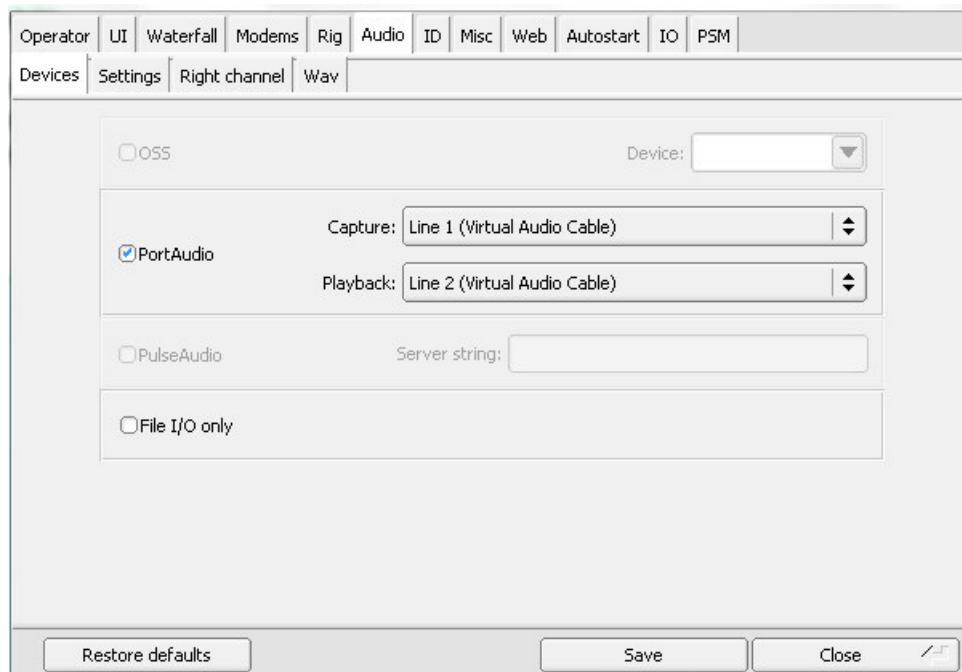 Operator UI Waterfall Modems Rig Audio ID Misc Web Autostart IO PSM
Devices Settings Right channel Wav
OSS Device:
Capture: Line 1 (Virtual Audio Cable)
PortAudio
Playback: Line 2 (Virtual Audio Cable)
PulseAudio Server string:
File I/O only
Restore defaults Save Close